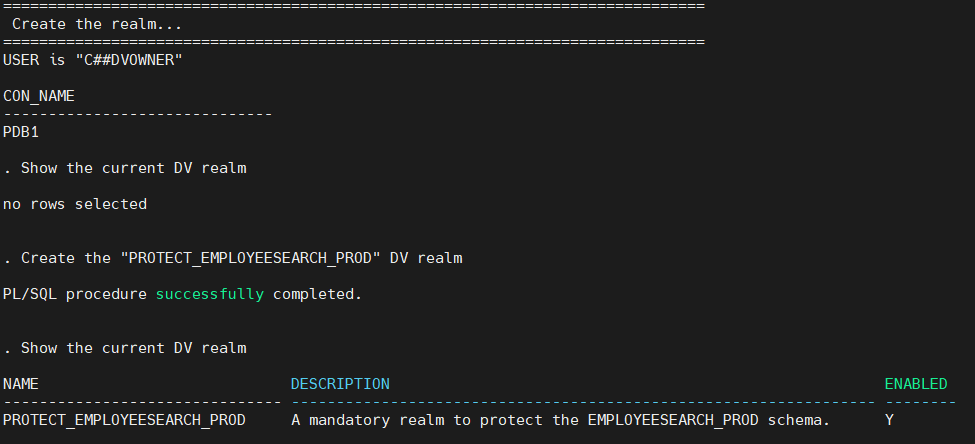 ==============================================================================
 Create the realm...
==============================================================================
USER is "C##DVOWNER"
CON_NAME
------------------------------
PDB1
. Show the current DV realm
no rows selected
. Create the "PROTECT_EMPLOYEESEARCH_PROD" DV realm
PL/SQL procedure successfully completed.
. Show the current DV realm
NAME                            DESCRIPTION                                                       ENABLED
------------------------------- ----------------------------------------------------------------- --------
PROTECT_EMPLOYEESEARCH_PROD     A mandatory realm to protect the EMPLOYEESEARCH_PROD schema.      Y